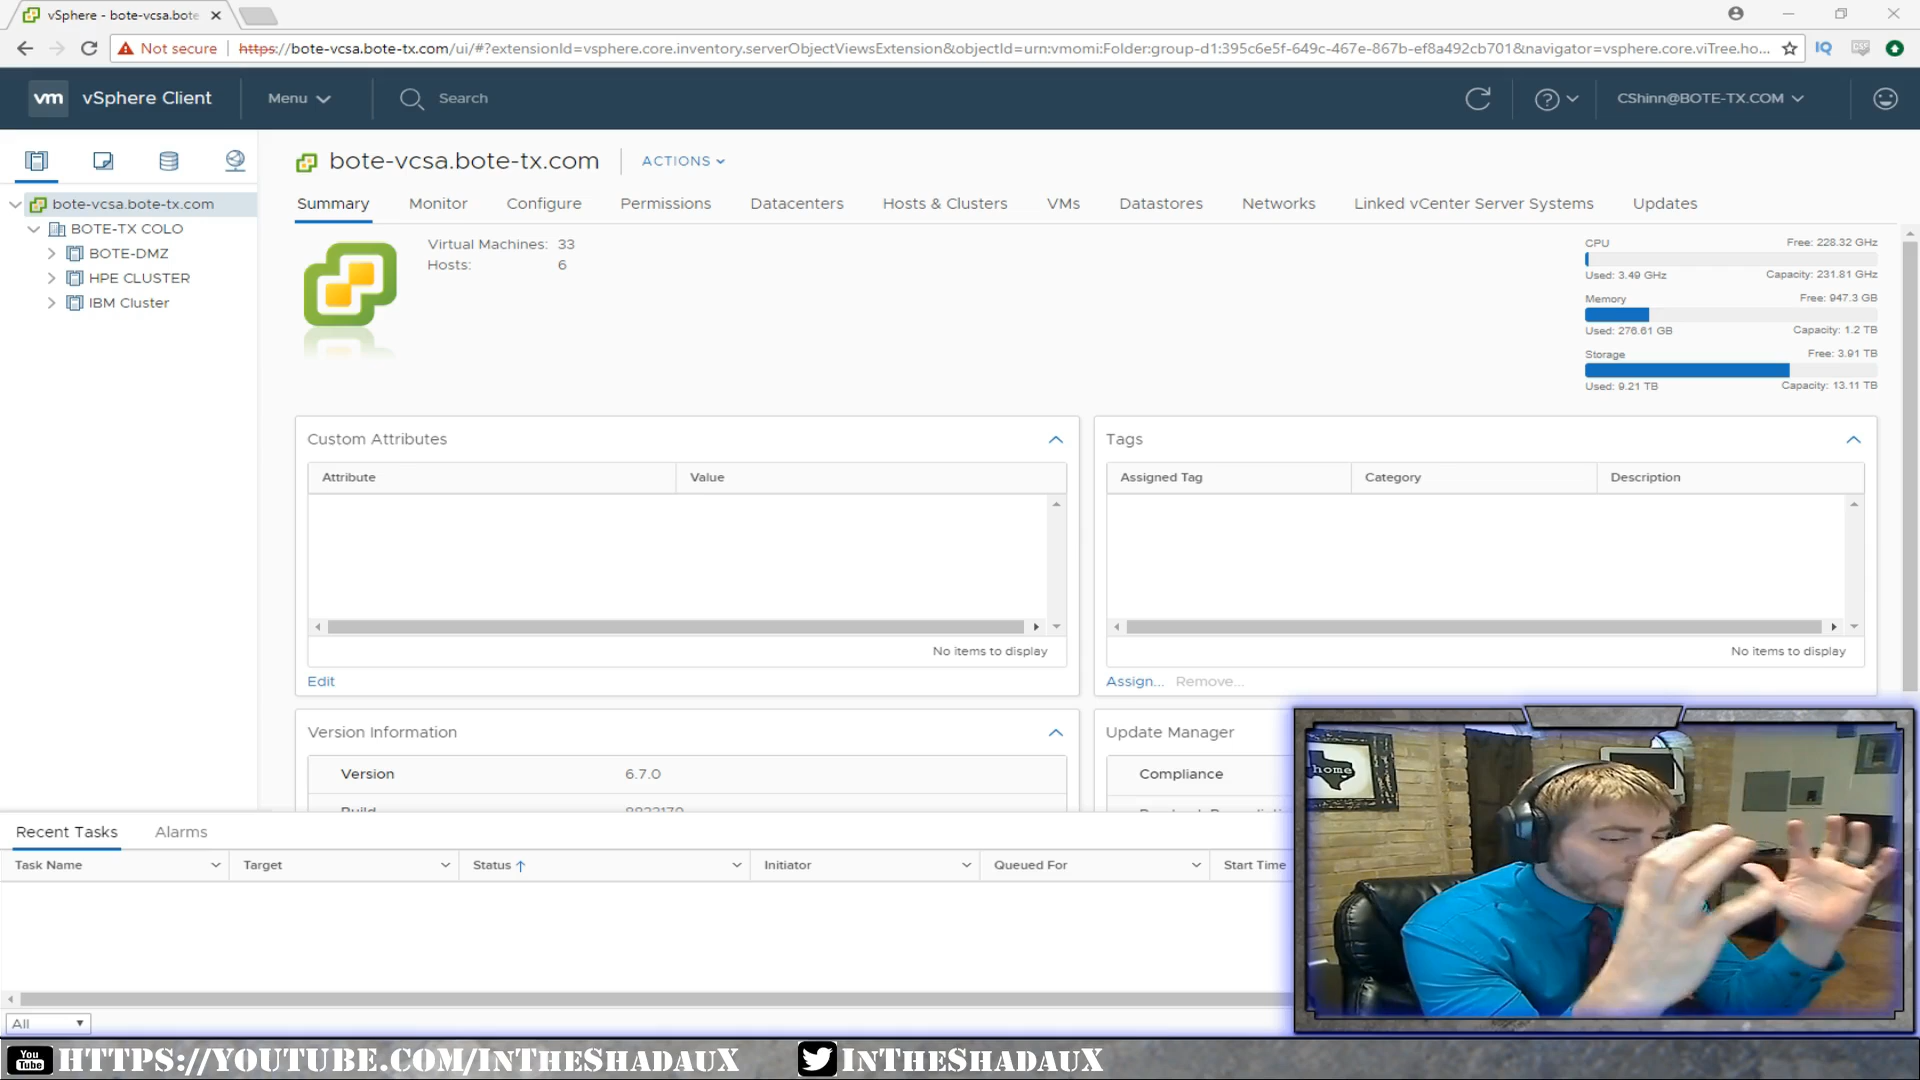 vSphere - bote-vcsa.bote
Not secure https://bote-vcsa.bote-tx.com/ui/#?extensionId=vsphere.core.inventory.serverObjectViewsExtension&objectId=urn:vmomi:Folder:group-d1:395c6e5f-649c-467e-867b-ef8a492cb701&navigator=vsphere.core.viTree.ho...
IQ
CSP
vm vSphere Client Menu Search CShinn@BOTE-TX.COM
bote-vcsa.bote-tx.com
BOTE-TX COLO
BOTE-DMZ
HPE CLUSTER
IBM Cluster
bote-vcsa.bote-tx.com ACTIONS
Summary Monitor Configure Permissions Datacenters Hosts & Clusters VMs Datastores Networks Linked vCenter Server Systems Updates
Virtual Machines: 33
Hosts: 6
CPU Free: 228.32 GHz
Used: 3.49 GHz Capacity: 231.81 GHz
Memory Free: 947.3 GB
Used: 276.61 GB Capacity: 1.2 TB
Storage Free: 3.91 TB
Used: 9.21 TB Capacity: 13.11 TB
Custom Attributes
Attribute Value
No items to display
Edit
Tags
Assigned Tag Category Description
No items to display
Assign... Remove...
Version Information
Version 6.7.0
Build 8833179
Update Manager
Compliance
home
Recent Tasks Alarms
Task Name Target Status Initiator Queued For Start Time
All
You Tube HTTPS://YOUTUBE.COM/INTHESHADAUX INTHESHADAUX